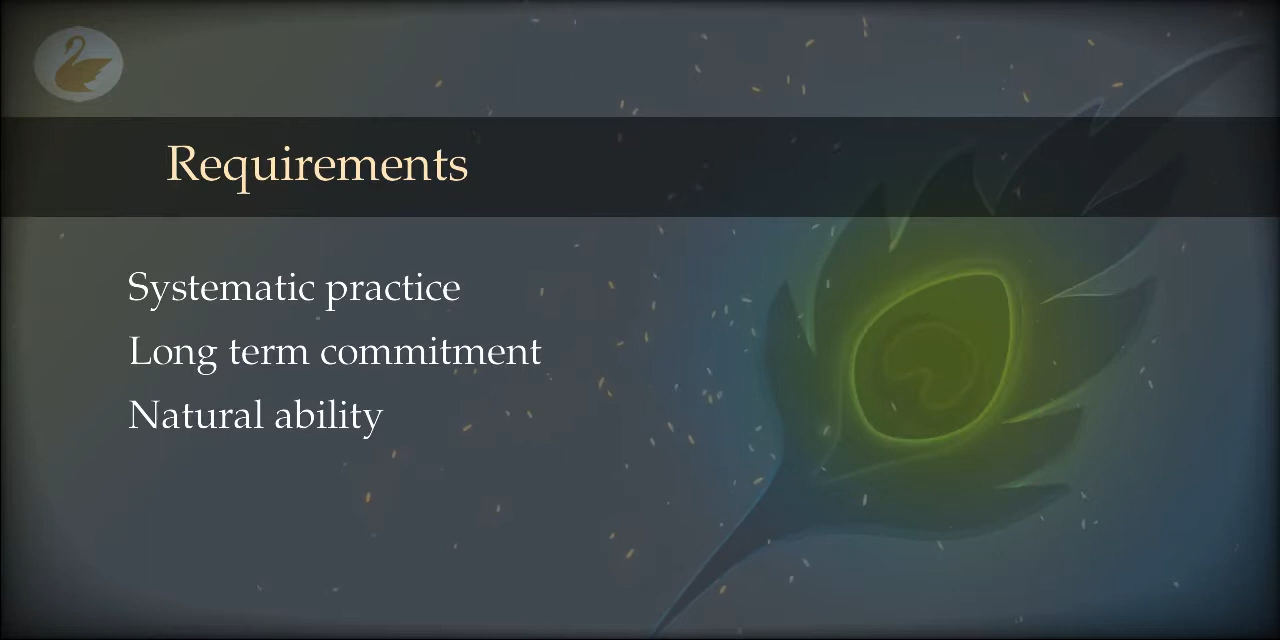 Requirements
Systematic practice
Long term commitment
Natural ability